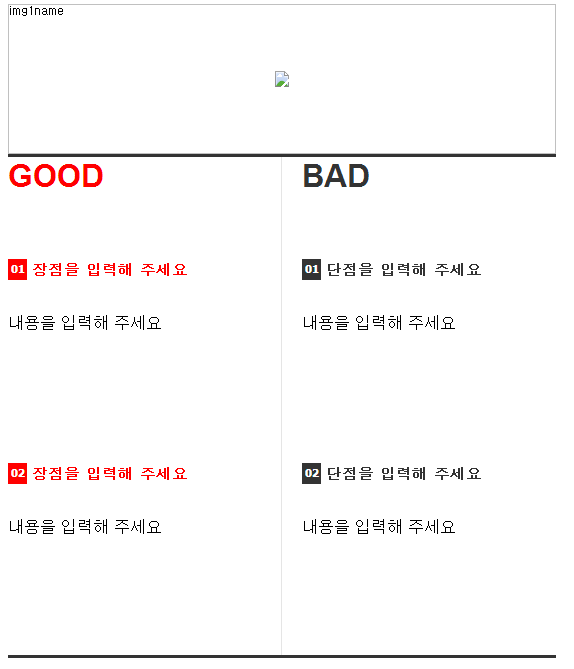 img1name
GOOD
01 장점을 입력해 주세요
내용을 입력해 주세요
02 장점을 입력해 주세요
내용을 입력해 주세요
BAD
01 단점을 입력해 주세요
내용을 입력해 주세요
02 단점을 입력해 주세요
내용을 입력해 주세요